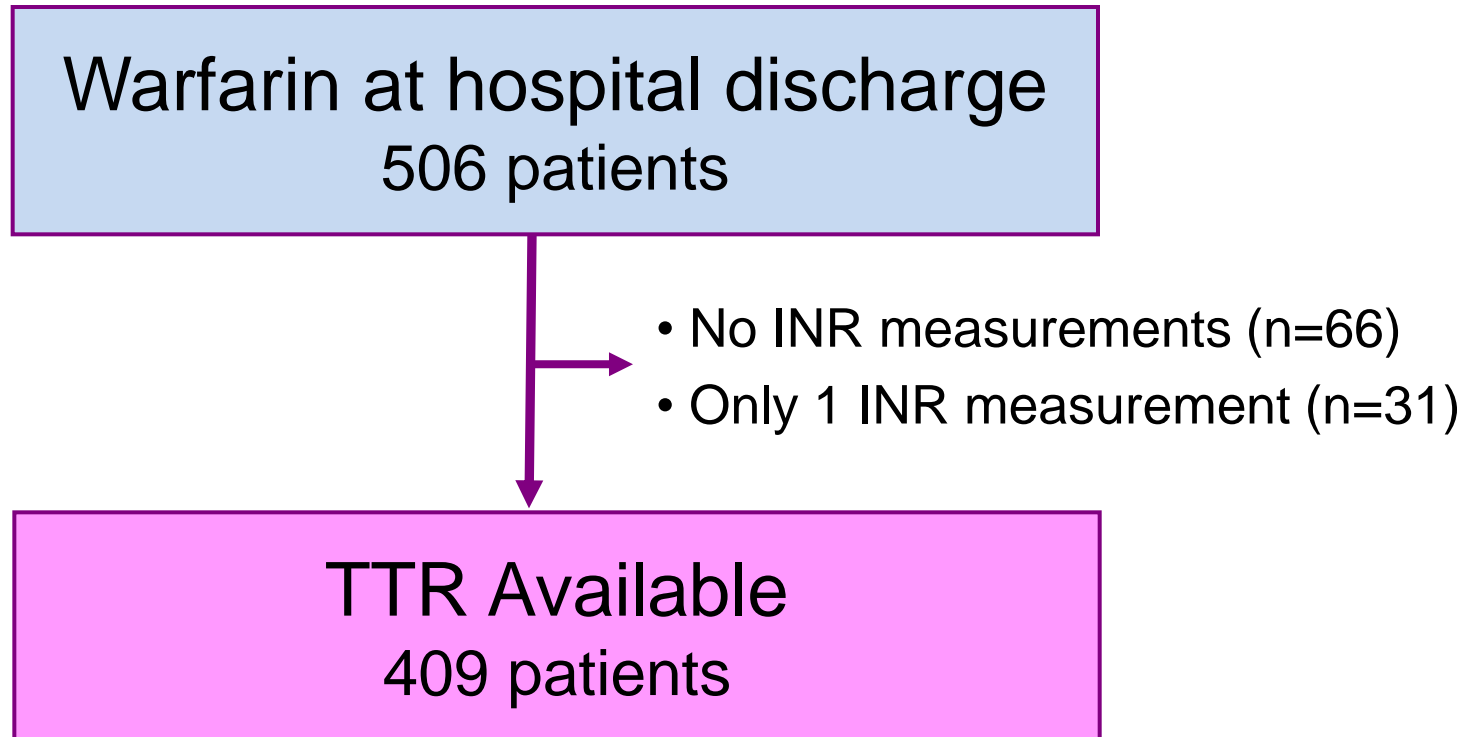 Warfarin at hospital discharge
506 patients
• No INR measurements (n=66)
• Only 1 INR measurement (n=31)
TTR Available
409 patients